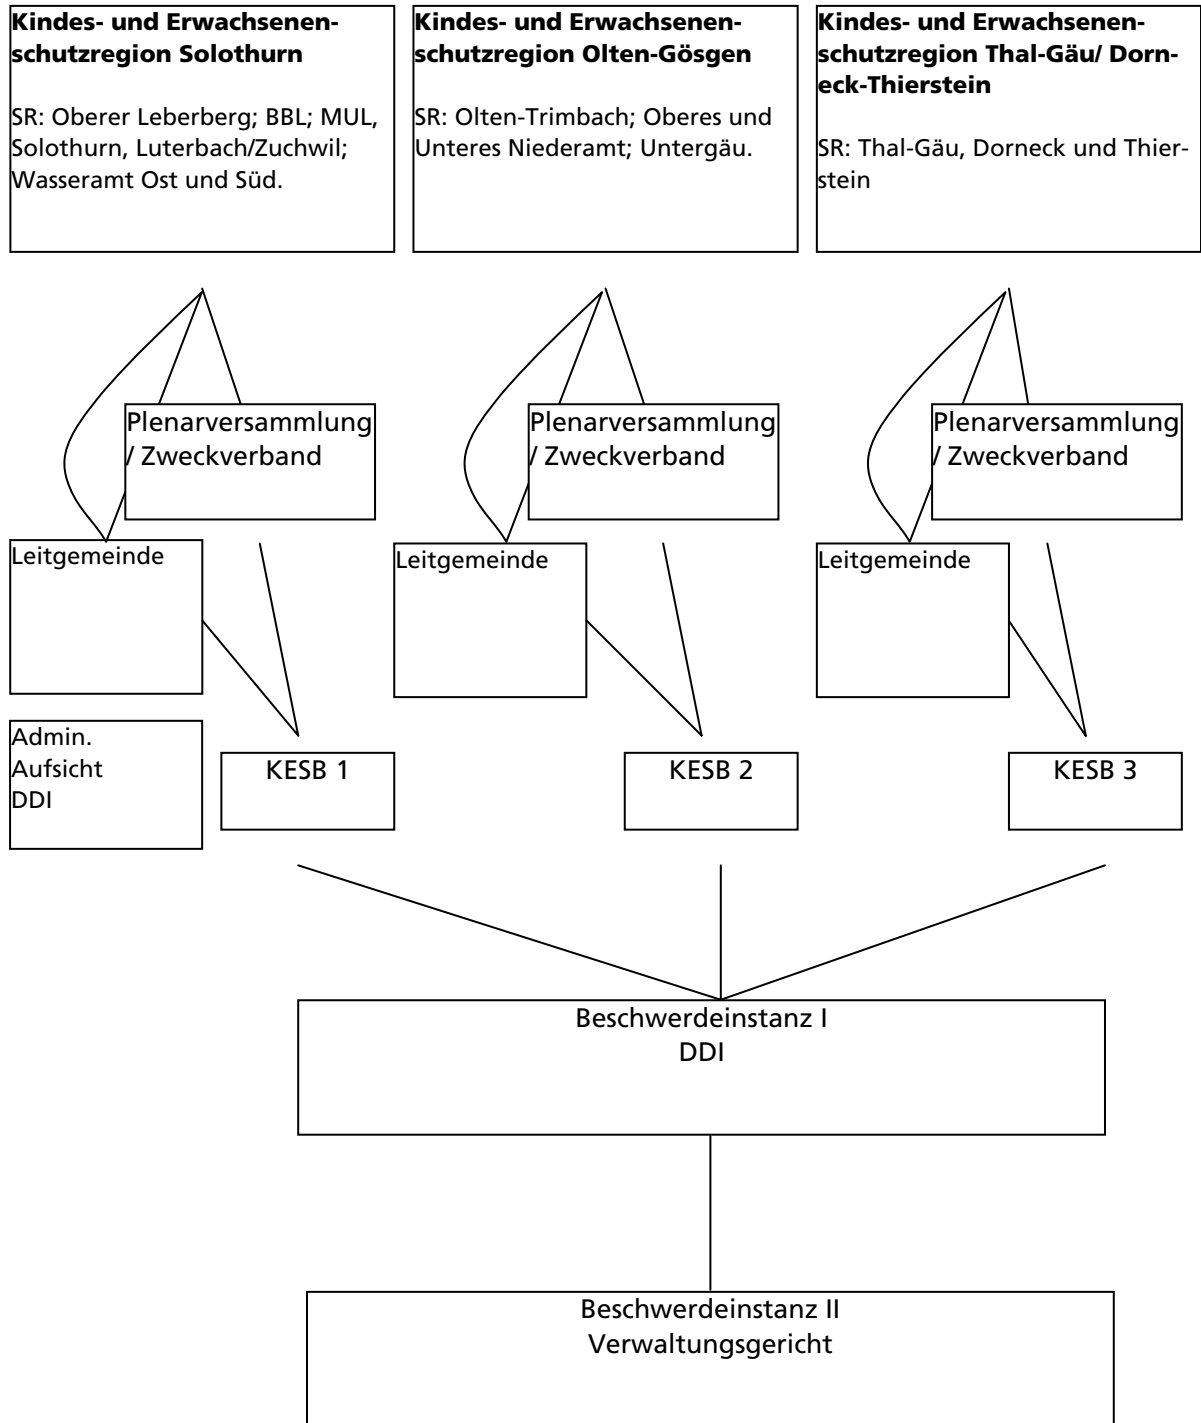 Kindes- und Erwachsenen-
schutzregion Solothurn
SR: Oberer Leberberg; BBL; MUL,
Solothurn, Luterbach/Zuchwil;
Wasseramt Ost und Süd.
Kindes- und Erwachsenen-
schutzregion Olten-Gösgen
SR: Olten-Trimbach; Oberes und
Unteres Niederamt; Untergäu.
Kindes- und Erwachsenen-
schutzregion Thal-Gäu/ Dorn-
eck-Thierstein
SR: Thal-Gäu, Dorneck und Thier-
stein
Plenarversammlung
/ Zweckverband
Plenarversammlung
/ Zweckverband
Plenarversammlung
/ Zweckverband
Leitgemeinde
Leitgemeinde
Leitgemeinde
Admin.
Aufsicht
DDI
KESB 1
KESB 2
KESB 3
Beschwerdeinstanz I
DDI
Beschwerdeinstanz II
Verwaltungsgericht